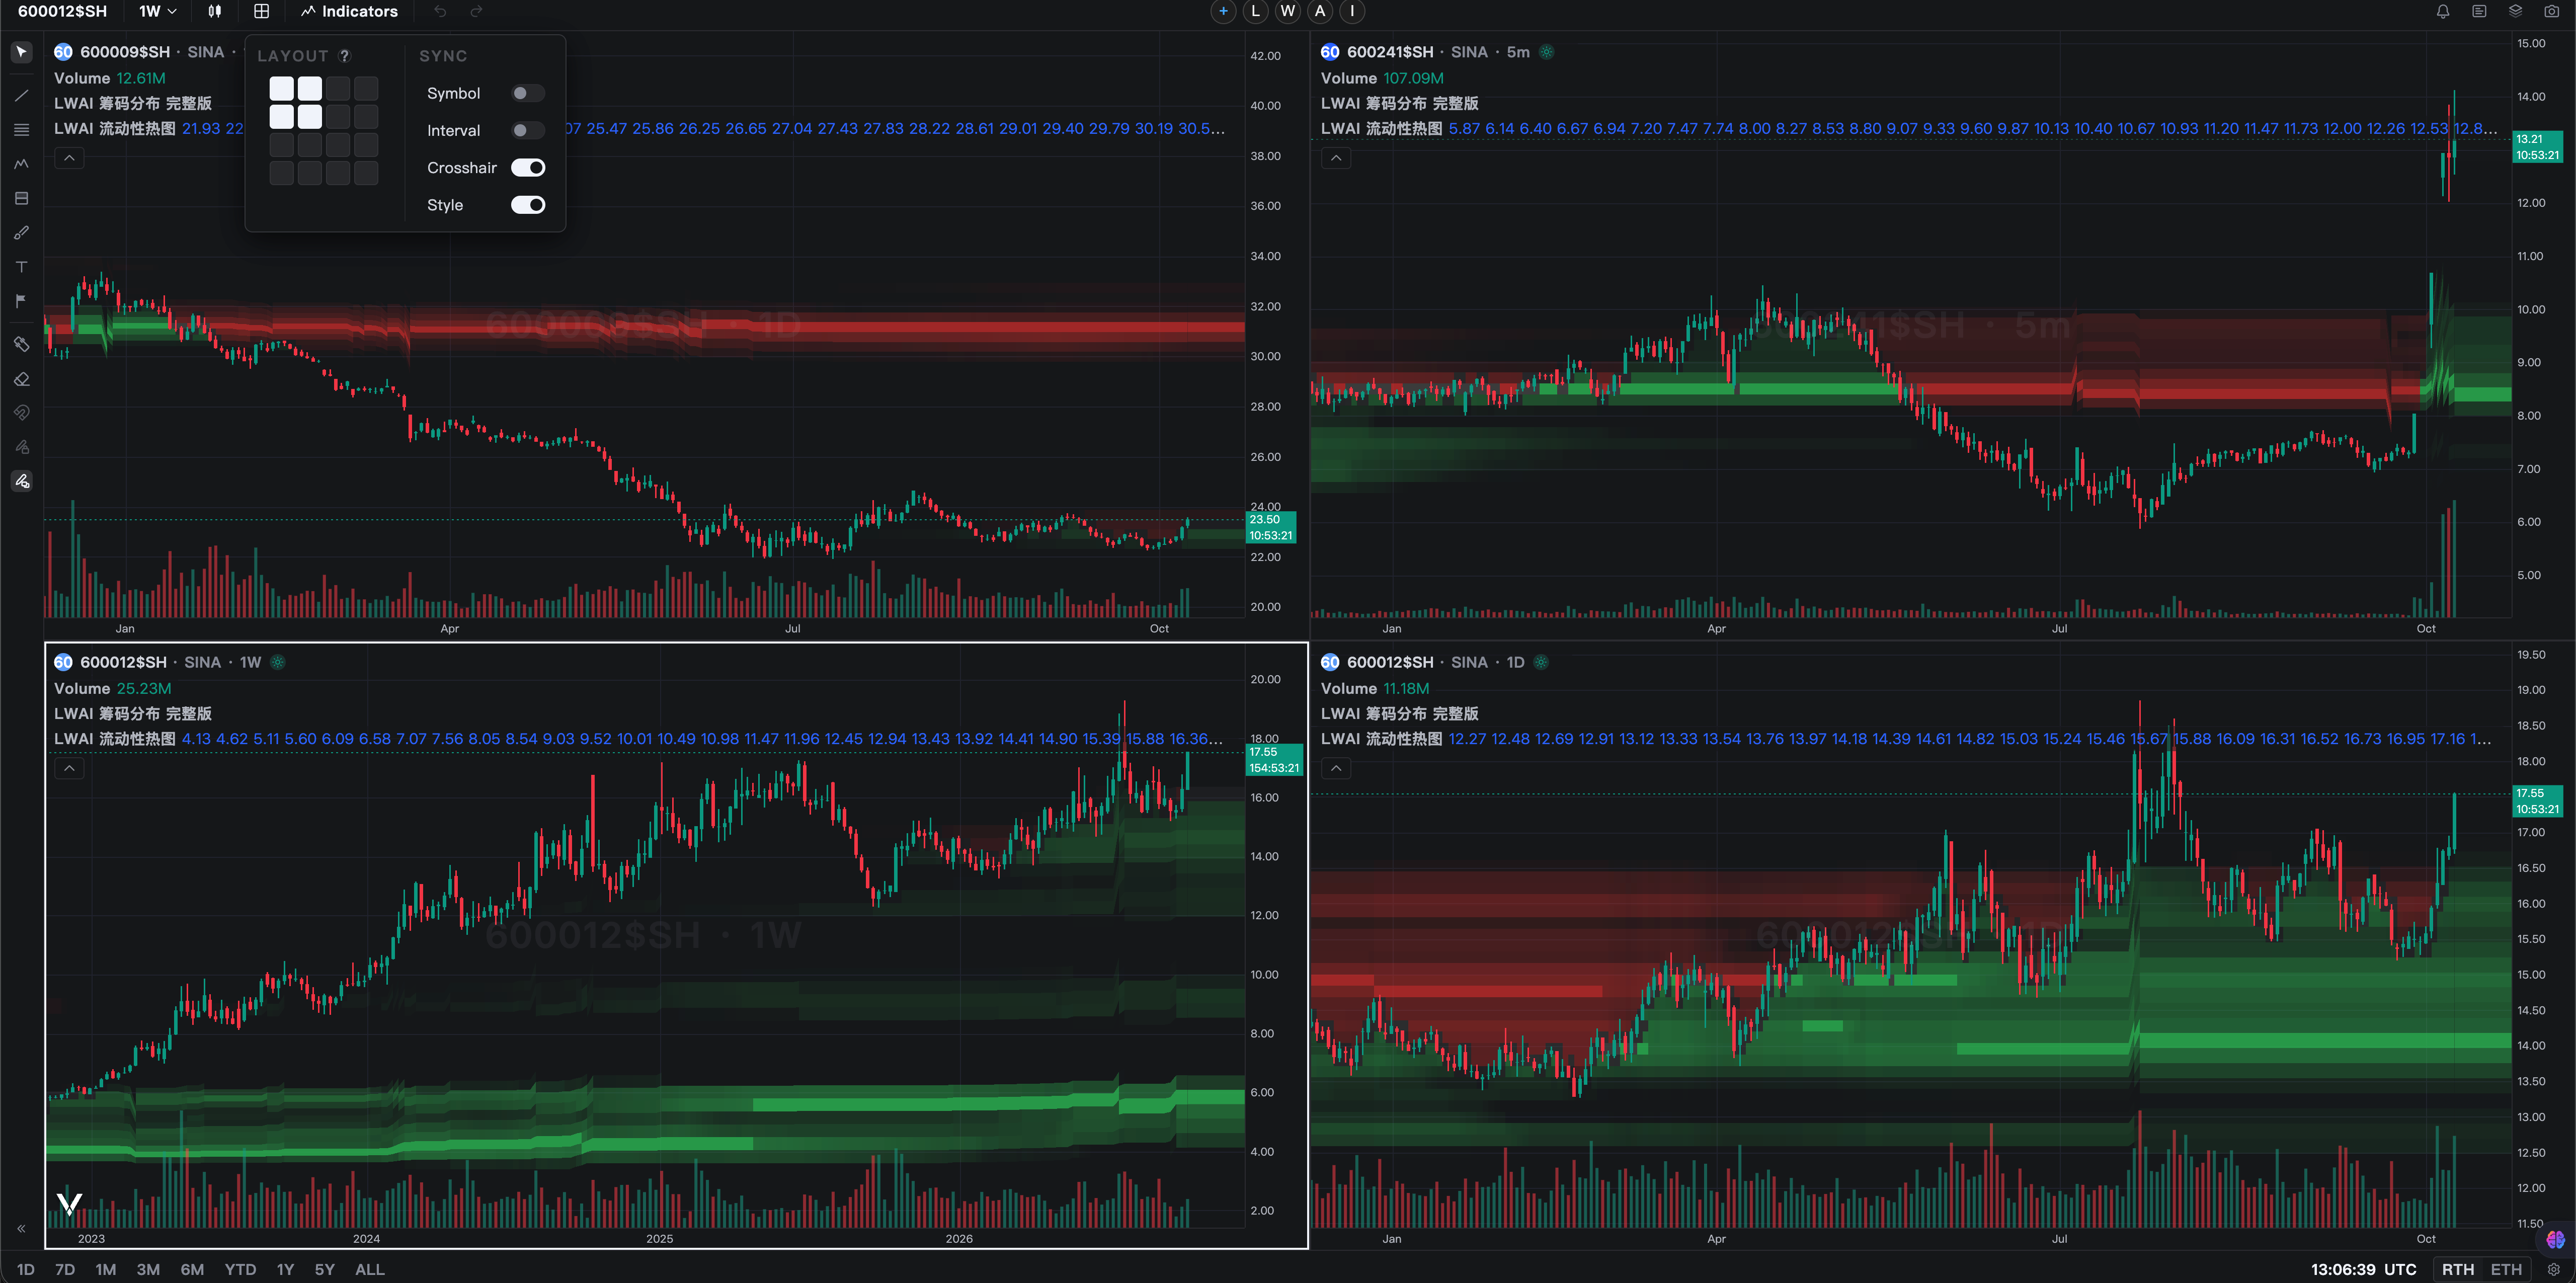 600012$SH 1W Indicators + L W A I
60 600009$SH · SINA ·
Volume 12.61M
LWAI 筹码分布 完整版
LWAI 流动性热图 21.93 22 07 25.47 25.86 26.25 26.65 27.04 27.43 27.83 28.22 28.61 29.01 29.40 29.79 30.19 30.5...
LAYOUT ?
SYNC
Symbol
Interval
Crosshair
Style
600009$SH · 1D
42.00
40.00
38.00
36.00
34.00
32.00
30.00
28.00
26.00
24.00
23.50
10:53:21
22.00
20.00
Jan Apr Jul Oct
60 600241$SH · SINA · 5m
Volume 107.09M
LWAI 筹码分布 完整版
LWAI 流动性热图 5.87 6.14 6.40 6.67 6.94 7.20 7.47 7.74 8.00 8.27 8.53 8.80 9.07 9.33 9.60 9.87 10.13 10.40 10.67 10.93 11.20 11.47 11.73 12.00 12.26 12.53 12.8...
600241$SH · 5m
15.00
14.00
13.21
10:53:21
12.00
11.00
10.00
9.00
8.00
7.00
6.00
5.00
Jan Apr Jul Oct
60 600012$SH · SINA · 1W
Volume 25.23M
LWAI 筹码分布 完整版
LWAI 流动性热图 4.13 4.62 5.11 5.60 6.09 6.58 7.07 7.56 8.05 8.54 9.03 9.52 10.01 10.49 10.98 11.47 11.96 12.45 12.94 13.43 13.92 14.41 14.90 15.39 15.88 16.36...
600012$SH · 1W
20.00
18.00
17.55
154:53:21
16.00
14.00
12.00
10.00
8.00
6.00
4.00
2.00
2023 2024 2025 2026
60 600012$SH · SINA · 1D
Volume 11.18M
LWAI 筹码分布 完整版
LWAI 流动性热图 12.27 12.48 12.69 12.91 13.12 13.33 13.54 13.76 13.97 14.18 14.39 14.61 14.82 15.03 15.24 15.46 15.67 15.88 16.09 16.31 16.52 16.73 16.95 17.16 1...
600012$SH · 1D
19.50
19.00
18.50
18.00
17.55
10:53:21
17.00
16.50
16.00
15.50
15.00
14.50
14.00
13.50
13.00
12.50
12.00
11.50
Jan Apr Jul Oct
1D 7D 1M 3M 6M YTD 1Y 5Y ALL
13:06:39 UTC RTH ETH